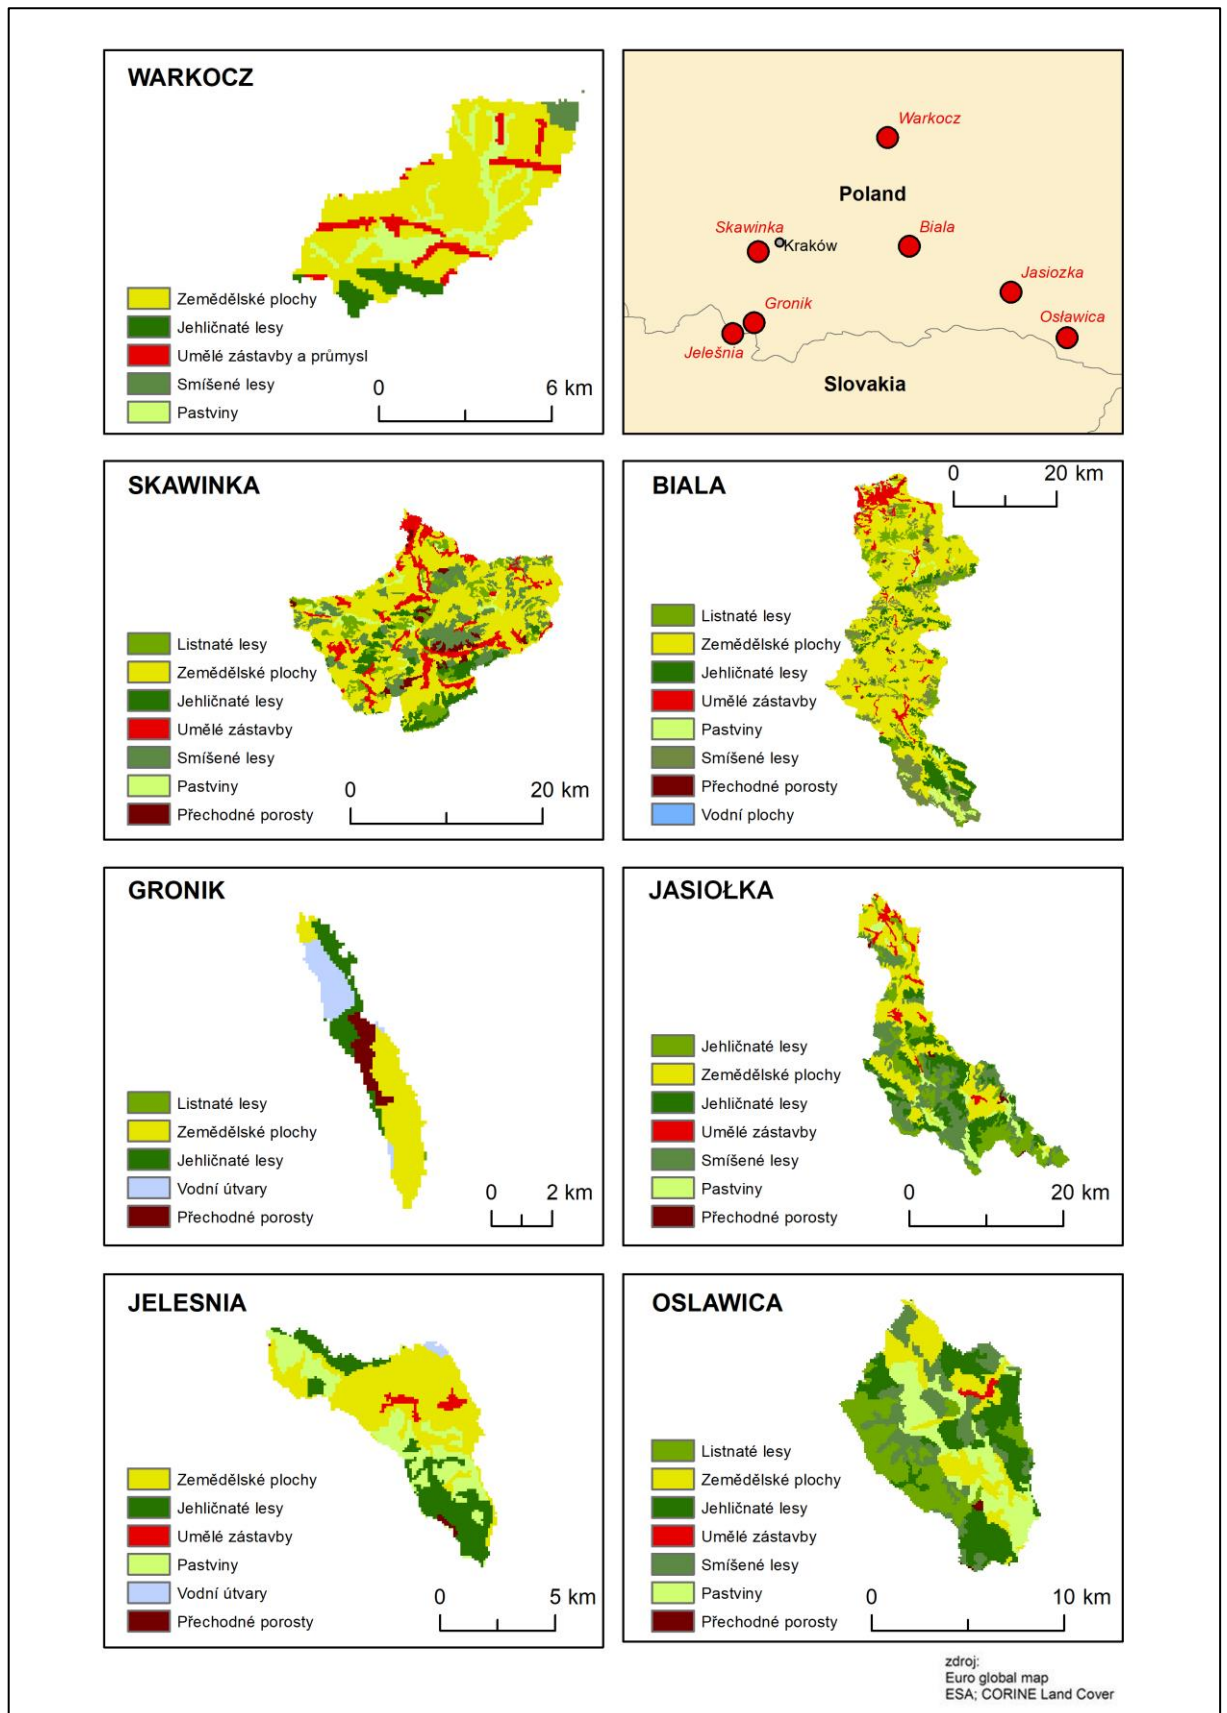 WARKOCZ
Zemědělské plochy
Jehličnaté lesy
Umělé zástavby a průmysl
Smíšené lesy
Pastviny
0 6 km
Warkocz
Poland
Skawinka
Kraków
Biala
Jasiozka
Gronik
Osławica
Jelešnia
Slovakia
SKAWINKA
Listnaté lesy
Zemědělské plochy
Jehličnaté lesy
Umělé zástavby
Smíšené lesy
Pastviny
Přechodné porosty
0 20 km
BIALA
0 20 km
Listnaté lesy
Zemědělské plochy
Jehličnaté lesy
Umělé zástavby
Pastviny
Smíšené lesy
Přechodné porosty
Vodní plochy
GRONIK
Listnaté lesy
Zemědělské plochy
Jehličnaté lesy
Vodní útvary
Přechodné porosty
0 2 km
JASIOŁKA
Jehličnaté lesy
Zemědělské plochy
Jehličnaté lesy
Umělé zástavby
Smíšené lesy
Pastviny
Přechodné porosty
0 20 km
JELESNIA
Zemědělské plochy
Jehličnaté lesy
Umělé zástavby
Pastviny
Vodní útvary
Přechodné porosty
0 5 km
OSLAWICA
Listnaté lesy
Zemědělské plochy
Jehličnaté lesy
Umělé zástavby
Smíšené lesy
Pastviny
Přechodné porosty
0 10 km
zdroj:
Euro global map
ESA; CORINE Land Cover